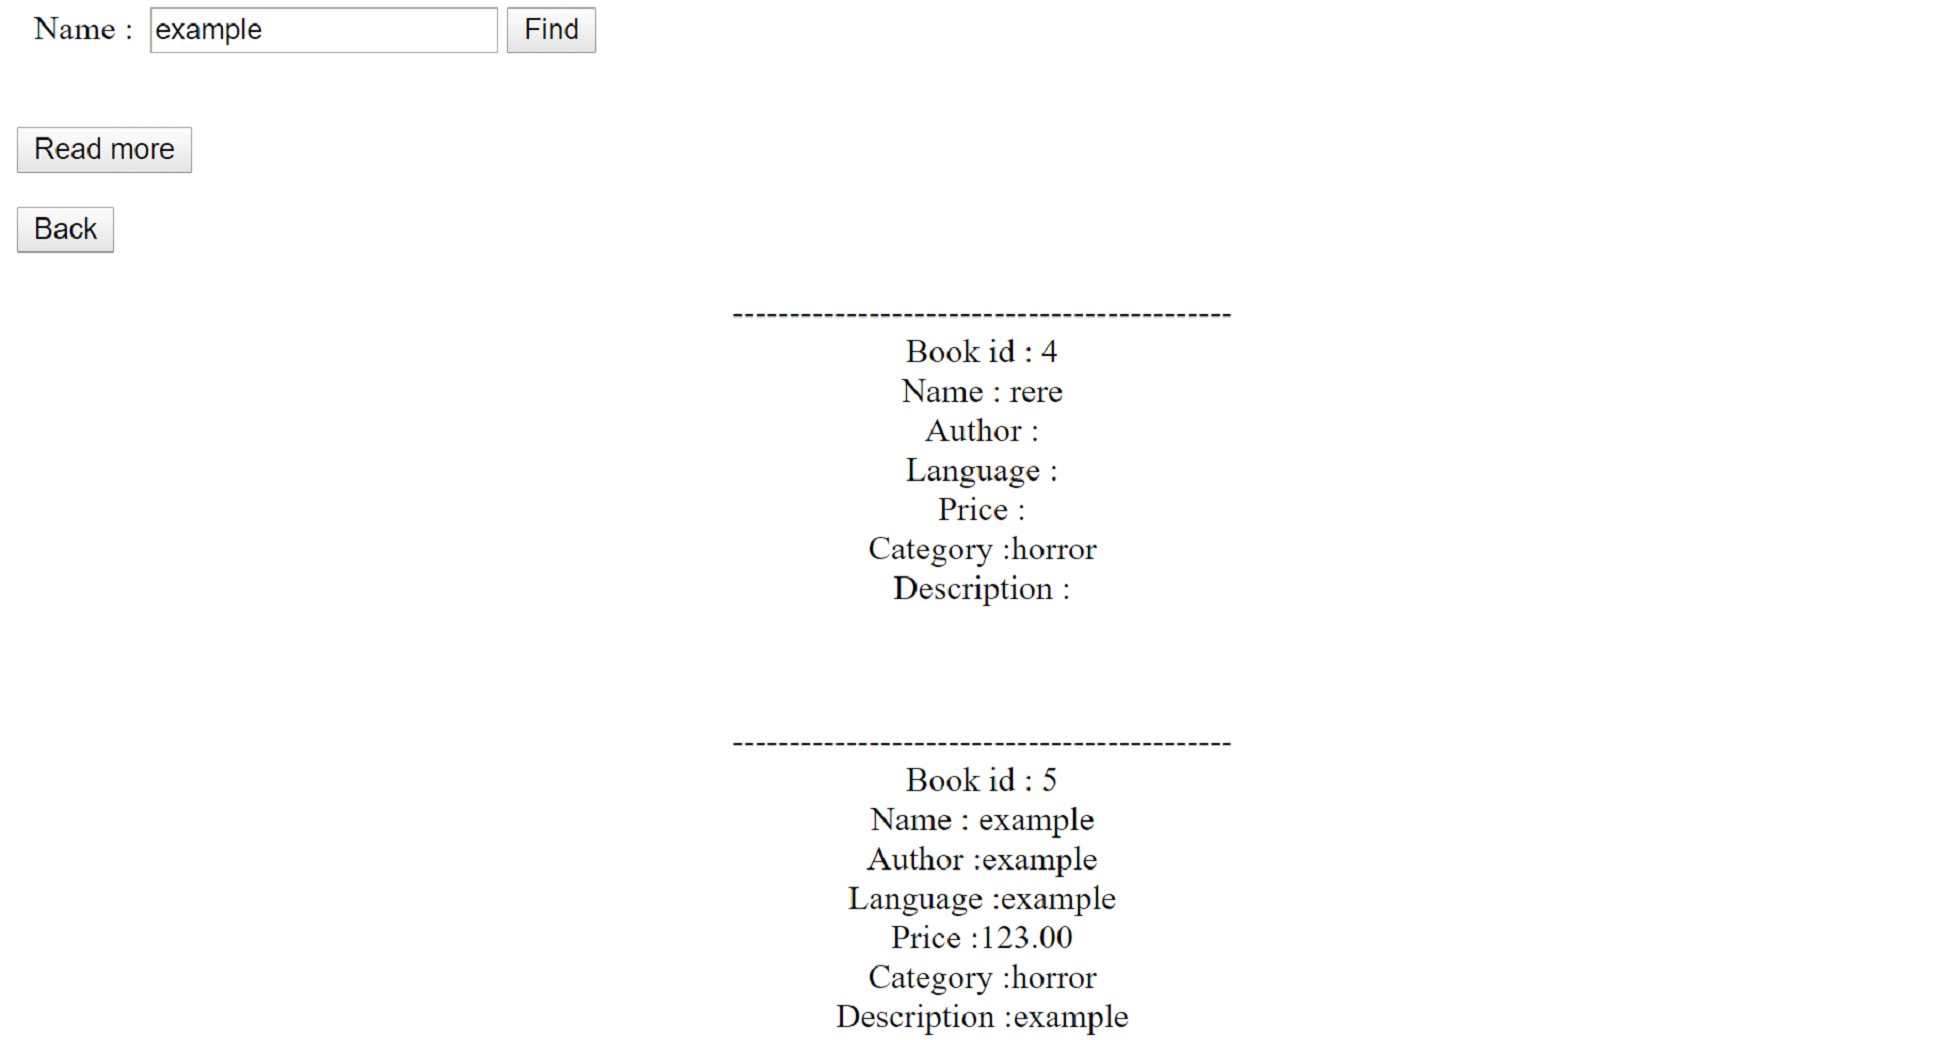 Name : example Find
Read more
Back
--------------------------------------------
Book id : 4
Name : rere
Author :
Language :
Price :
Category :horror
Description :
--------------------------------------------
Book id : 5
Name : example
Author :example
Language :example
Price :123.00
Category :horror
Description :example